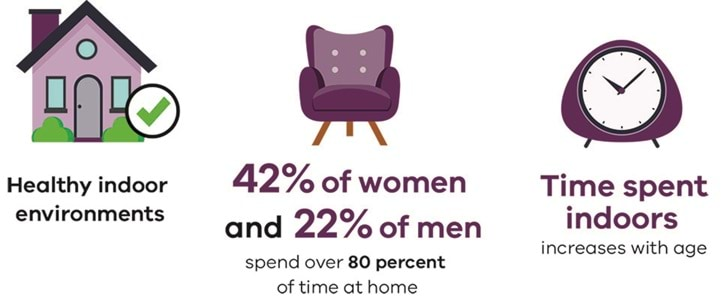 Healthy indoor
environments
42% of women
and 22% of men
spend over 80 percent
of time at home
Time spent
indoors
increases with age